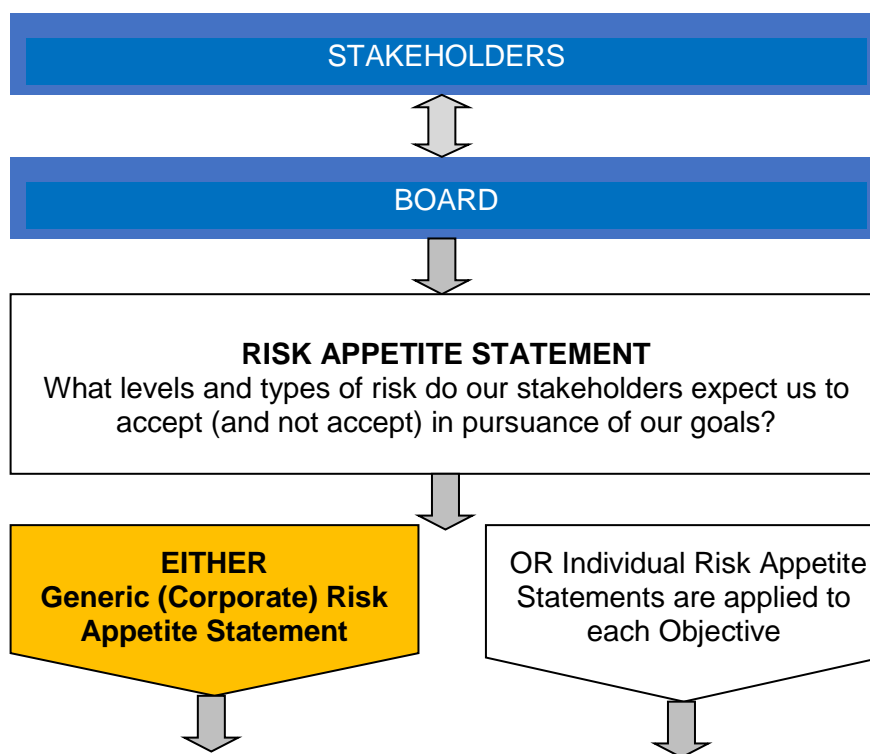 STAKEHOLDERS
BOARD
RISK APPETITE STATEMENT
What levels and types of risk do our stakeholders expect us to
accept (and not accept) in pursuance of our goals?
EITHER
Generic (Corporate) Risk
Appetite Statement
OR Individual Risk Appetite
Statements are applied to
each Objective